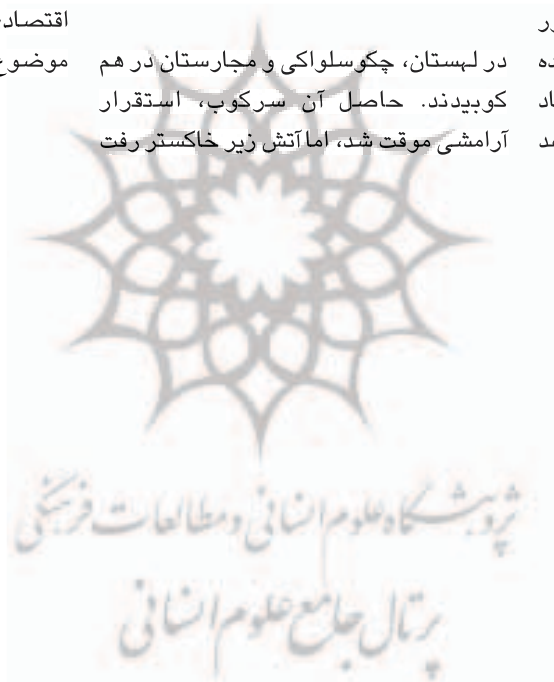 در لهستان، چکوسلواکی و مجارستان در هم
کوبیدند. حاصل آن سرکوب، استقرار
آرامشی موقت شد، اما آتش زیر خاکستر رفت
اقتصاد
موضوع
پژوهشگاه علوم انسانی و مطالعات فرهنگی
پرتال جامع علوم انسانی